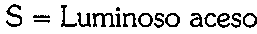 S = Luminoso aceso